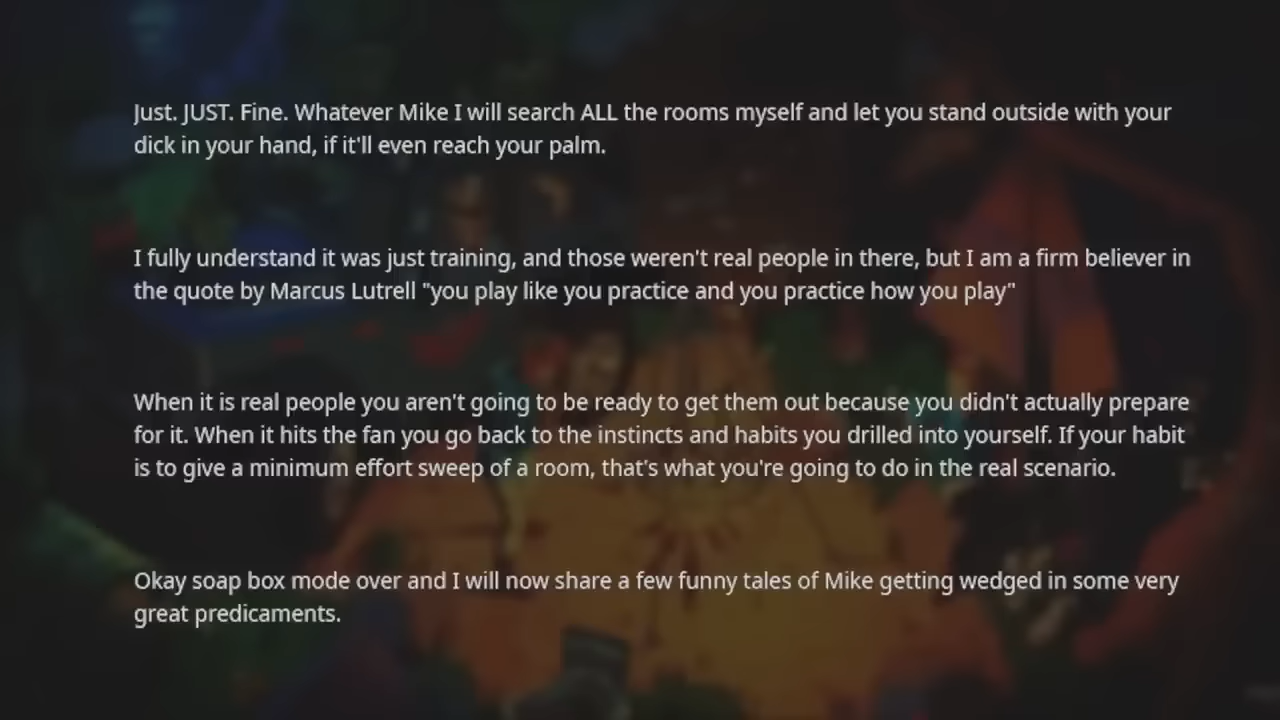 Just. JUST. Fine. Whatever Mike I will search ALL the rooms myself and let you stand outside with your
dick in your hand, if it'll even reach your palm.
I fully understand it was just training, and those weren't real people in there, but I am a firm believer in
the quote by Marcus Lutrell "you play like you practice and you practice how you play"
When it is real people you aren't going to be ready to get them out because you didn't actually prepare
for it. When it hits the fan you go back to the instincts and habits you drilled into yourself. If your habit
is to give a minimum effort sweep of a room, that's what you're going to do in the real scenario.
Okay soap box mode over and I will now share a few funny tales of Mike getting wedged in some very
great predicaments.